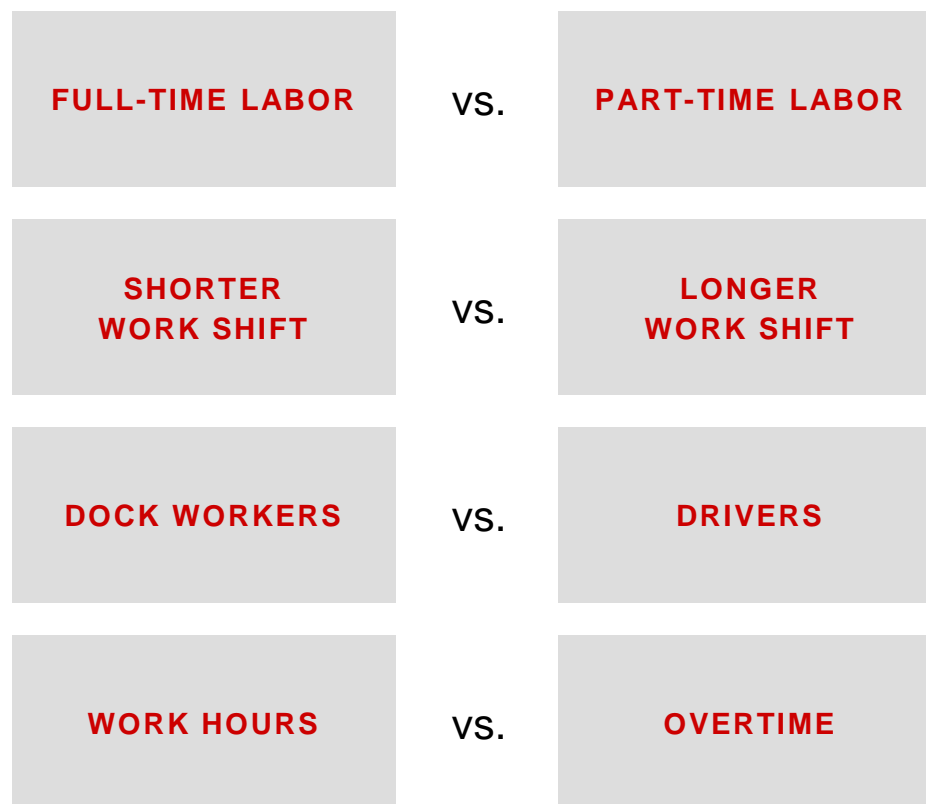 FULL-TIME LABOR vs. PART-TIME LABOR
SHORTER
WORK SHIFT
vs.
LONGER
WORK SHIFT
DOCK WORKERS vs. DRIVERS
WORK HOURS vs. OVERTIME